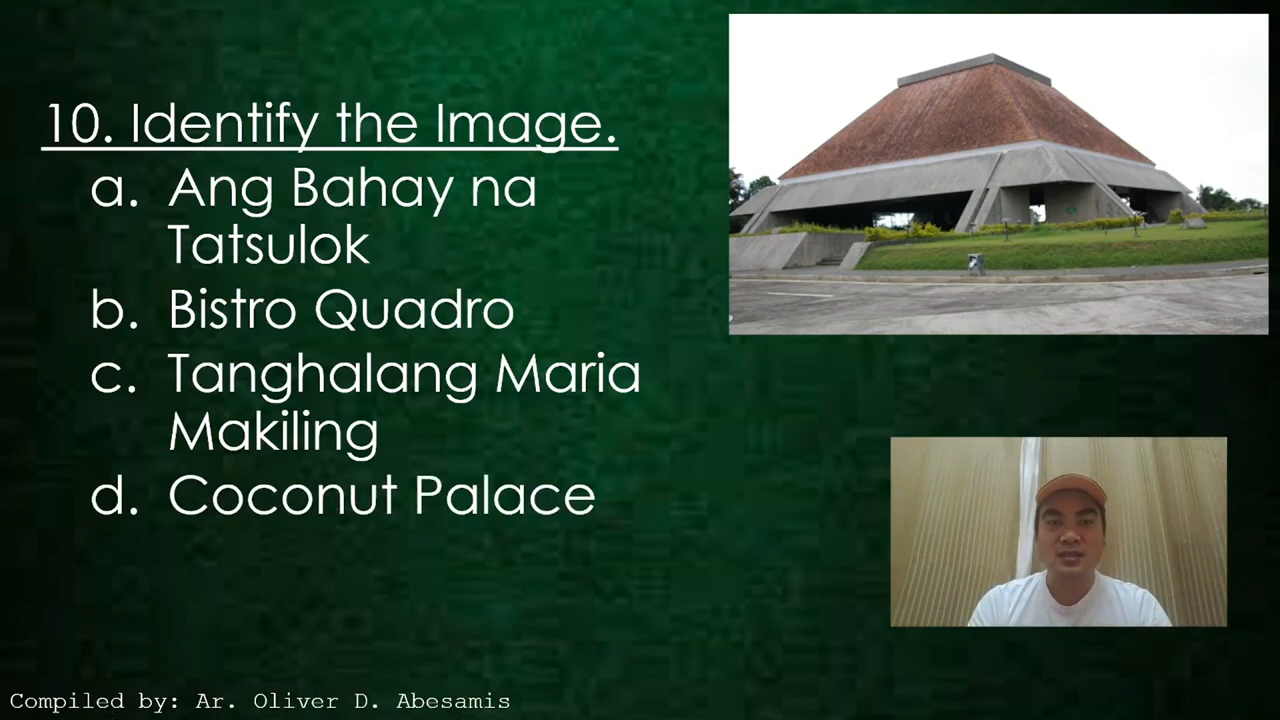 10. Identify the Image.
a. Ang Bahay na
Tatsulok
b. Bistro Quadro
c. Tanghalang Maria
Makiling
d. Coconut Palace
Compiled by: Ar. Oliver D. Abesamis